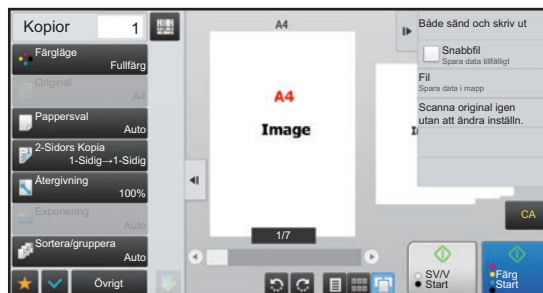 Kopior 1
Färgläge
Fullfärg
Original
A4
Pappersval
Auto
2-Sidors Kopia
1-Sidig→1-Sidig
Återgivning
100%
Exponering
Auto
Sortera/gruppera
Auto
Övrigt
A4
A4
Image
1/7
Både sänd och skriv ut
Snabbfil
Spara data tillfälligt
Fil
Spara data i mapp
Scanna original igen
utan att ändra inställn.
CA
SV/V
Start
Färg
Start